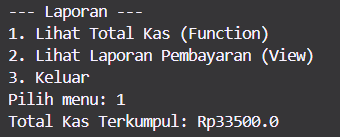 --- Laporan ---
1. Lihat Total Kas (Function)
2. Lihat Laporan Pembayaran (View)
3. Keluar
Pilih menu: 1
Total Kas Terkumpul: Rp33500.0